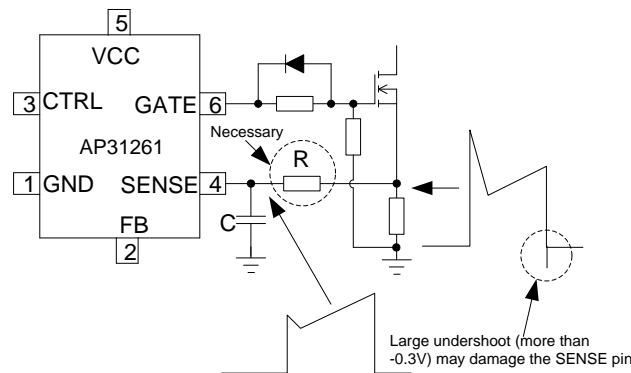 5
VCC
3 CTRL GATE 6
AP31261
Necessary
R
1 GND SENSE 4
C
FB
2
Large undershoot (more than
-0.3V) may damage the SENSE pin